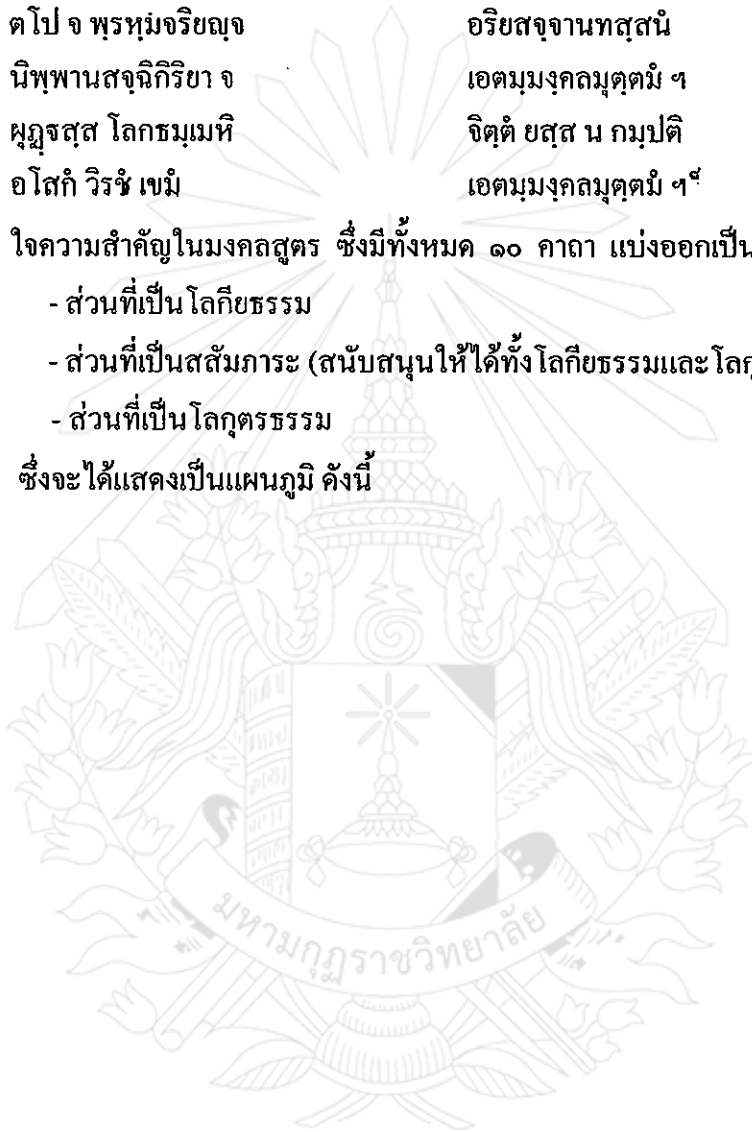 ตโป จ พฺรหฺมํจริยญฺจ อริยสจฺจานทสฺสนํ
นิพฺพานสจฺฉิกิริยา จ เอตมฺมงฺคลมุตฺตมํ ฯ
ผุฏฺฐสฺส โลกธมฺเมหิ จิตฺตํ ยสฺส น กมฺปติ
อโสกํ วิรชํ เขมํ เอตมฺมงฺคลมุตฺตมํ ฯ๕
ใจความสำคัญในมงคลสูตร ซึ่งมีทั้งหมด ๑๐ คาถา แบ่งออกเป็น
- ส่วนที่เป็นโลกียธรรม
- ส่วนที่เป็นสสัมภาระ (สนับสนุนให้ได้ทั้งโลกียธรรมและ
- ส่วนที่เป็นโลกุตรธรรม
ซึ่งจะได้แสดงเป็นแผนภูมิ ดังนี้
มหามกุฏราชวิทยาลัย